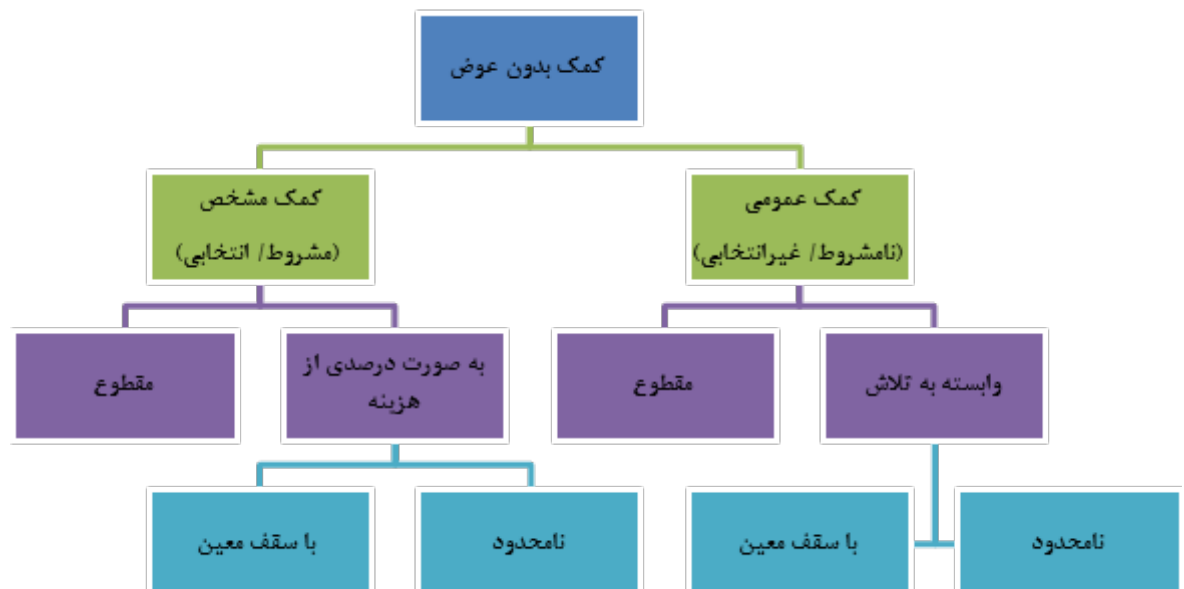 کمک بدون عوض
کمک عمومی
(نامشروط/ غیرانتخابی)
کمک مشخص
(مشروط/ انتخابی)
وابسته به تلاش
مقطوع
به صورت درصدی از
هزینه
مقطوع
نامحدود
با سقف معین
نامحدود
با سقف معین